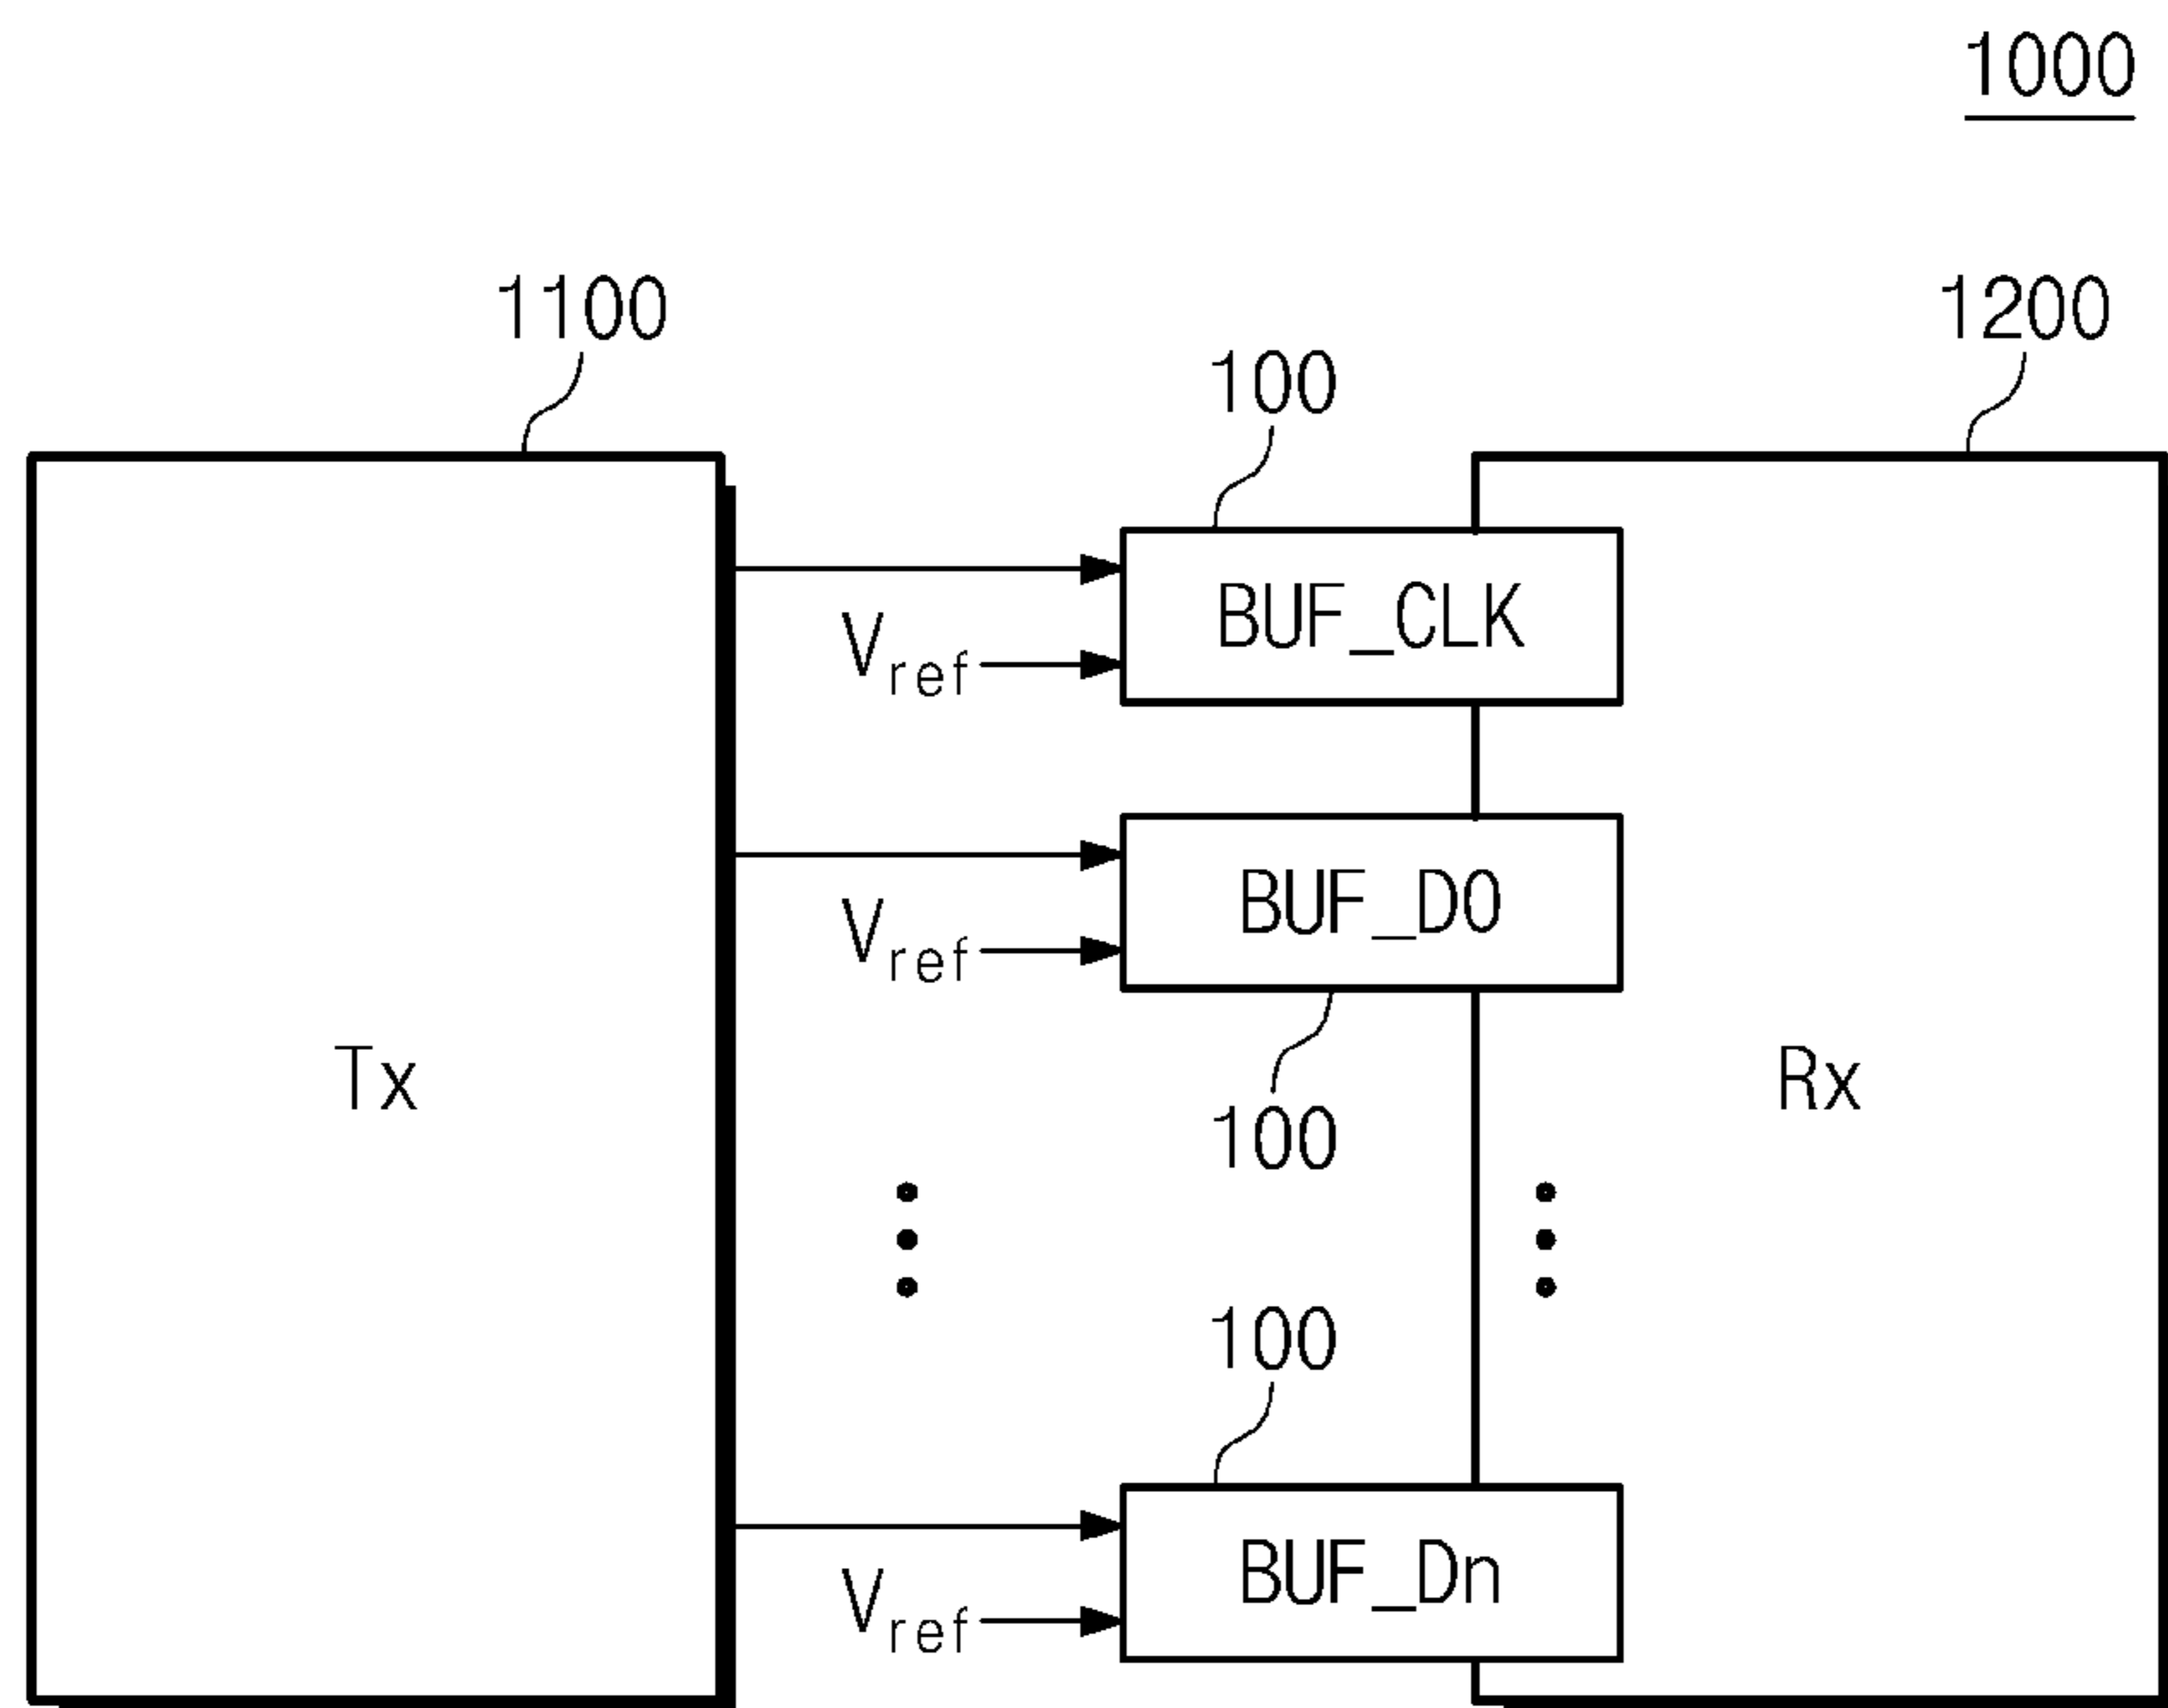 1000
1100
1200
100
BUF_CLK
Vref
BUF_D0
Vref
Tx
Rx
100
100
BUF_Dn
Vref